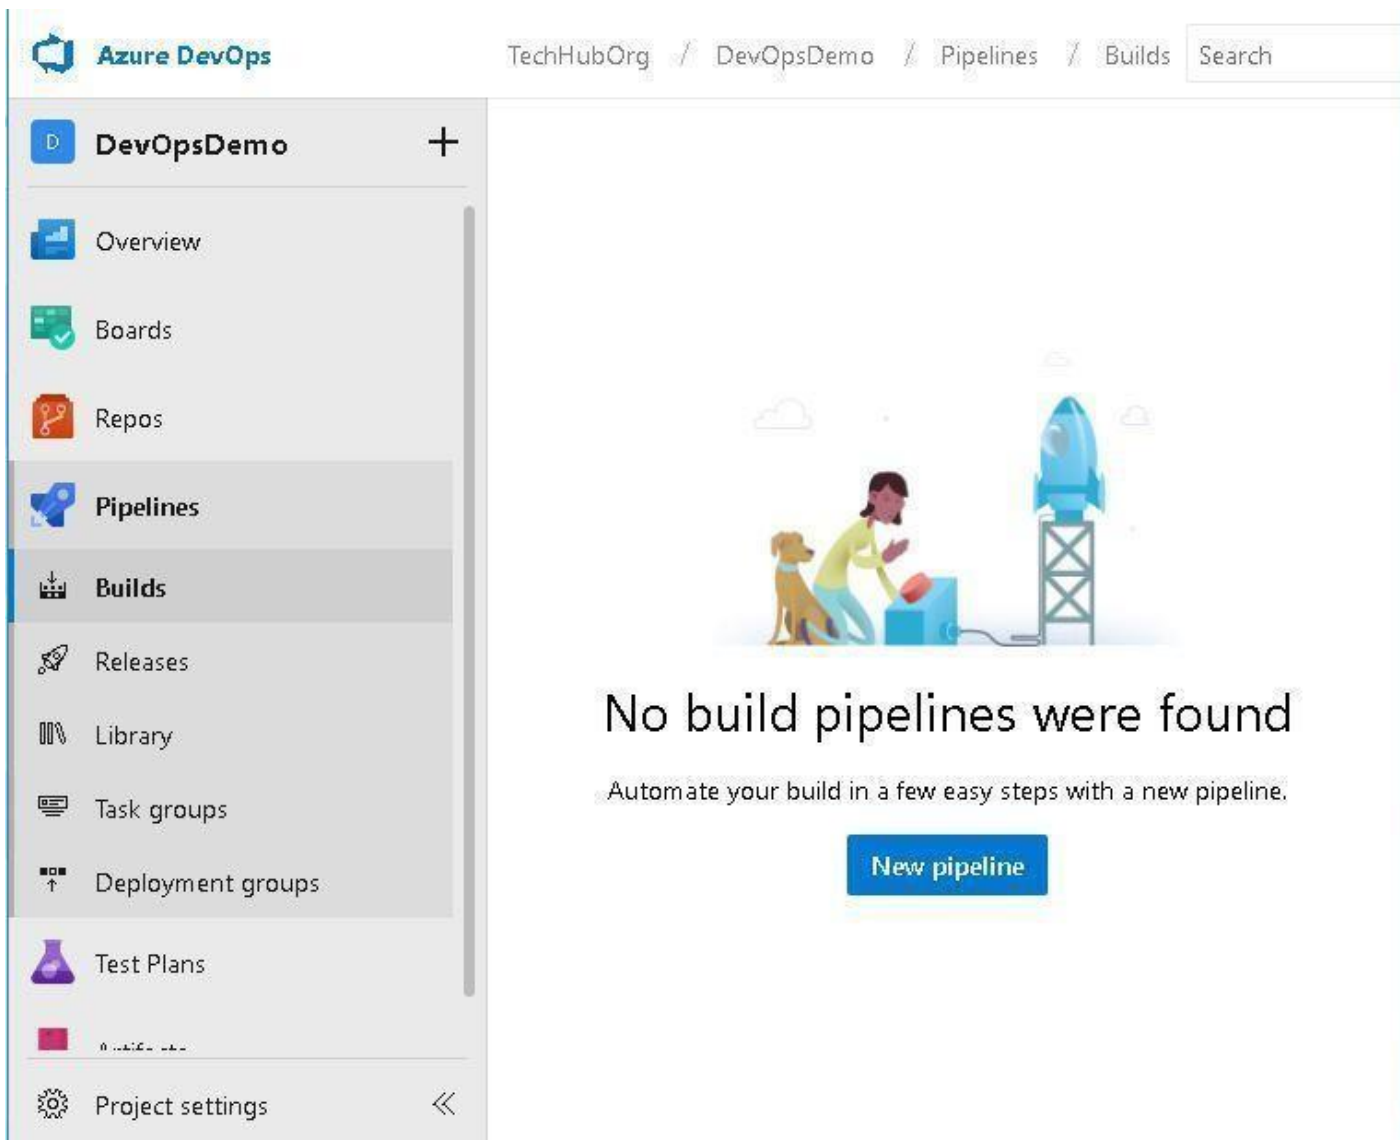 Azure DevOps
TechHubOrg / DevOpsDemo / Pipelines / Builds
Search
D DevOpsDemo +
Overview
Boards
Repos
Pipelines
Builds
Releases
Library
Task groups
Deployment groups
Test Plans
Project settings
No build pipelines were found
Automate your build in a few easy steps with a new pipeline.
New pipeline